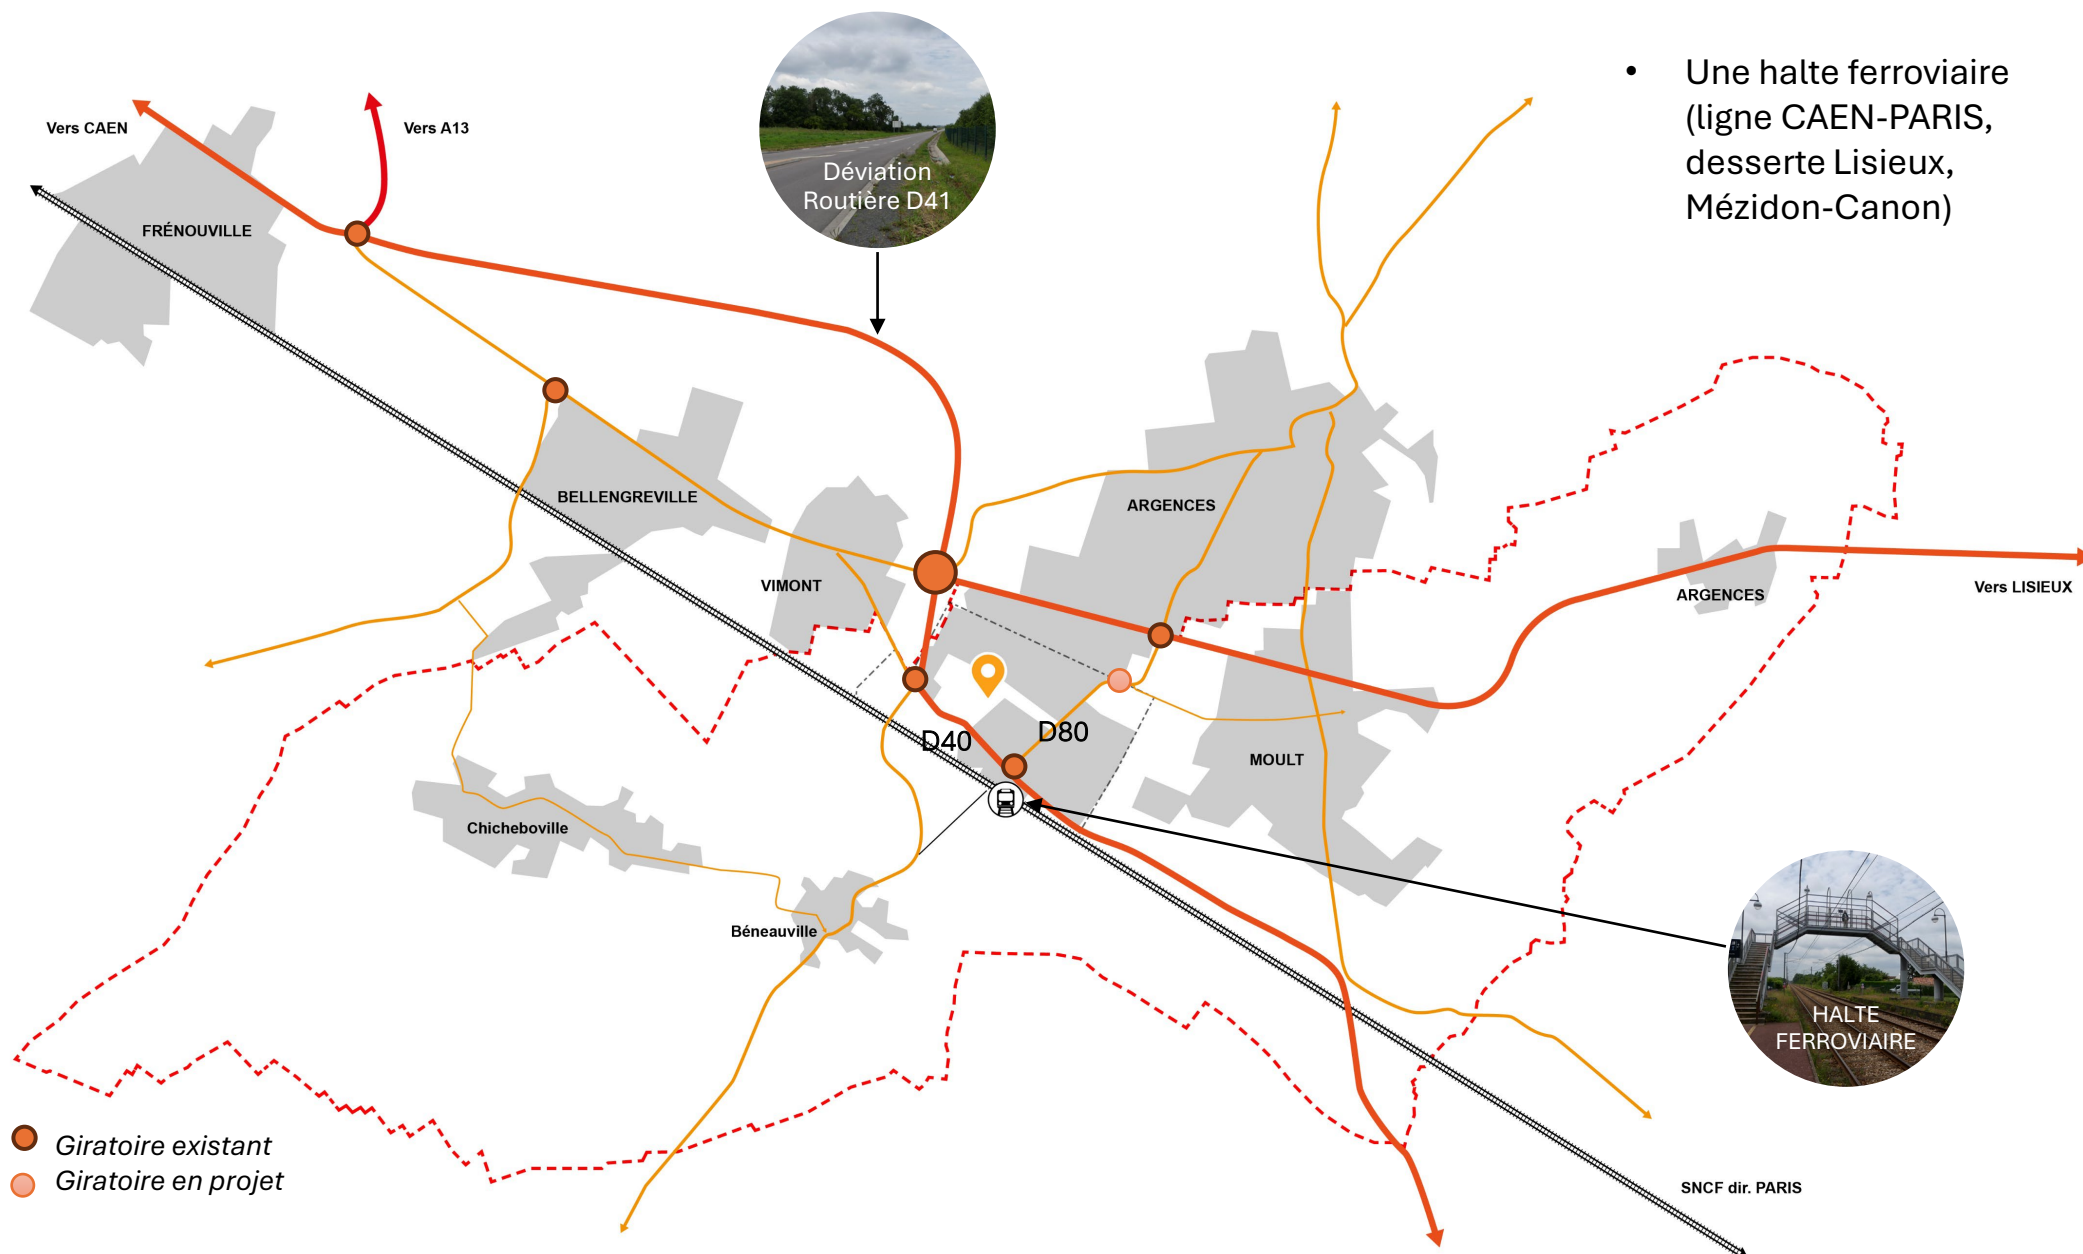 • Une halte ferroviaire
(ligne CAEN-PARIS,
desserte Lisieux,
Mézidon-Canon)
Vers CAEN
Vers A13
Déviation
Routière D41
FRÉNOUVILLE
BELLENGREVILLE
ARGENCES
VIMONT
ARGENCES
Vers LISIEUX
D40
D80
MOULT
Chicheboville
Béneauville
HALTE
FERROVIAIRE
Giratoire existant
Giratoire en projet
SNCF dir. PARIS